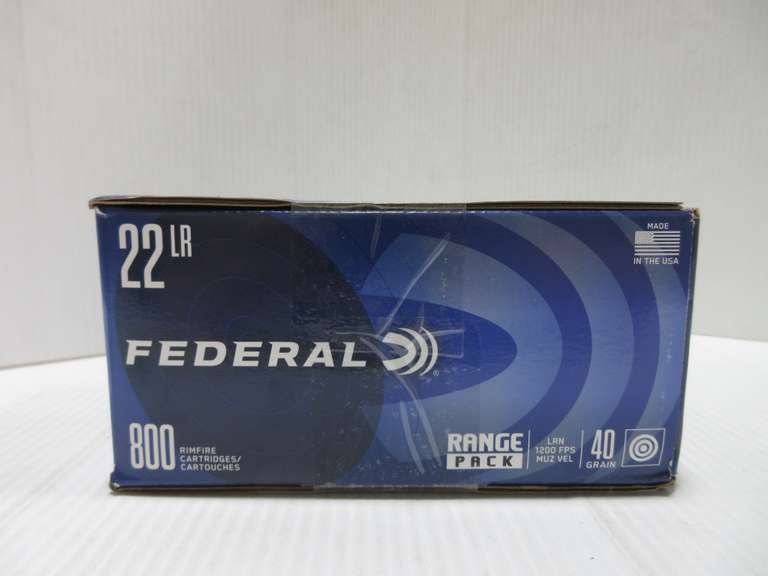 22 LR
MADE
IN THE USA
FEDERAL ®
800
RIMFIRE
CARTRIDGES/
CARTOUCHES
RANGE
PACK
LRN
1200 FPS
MUZ VEL
40
GRAIN